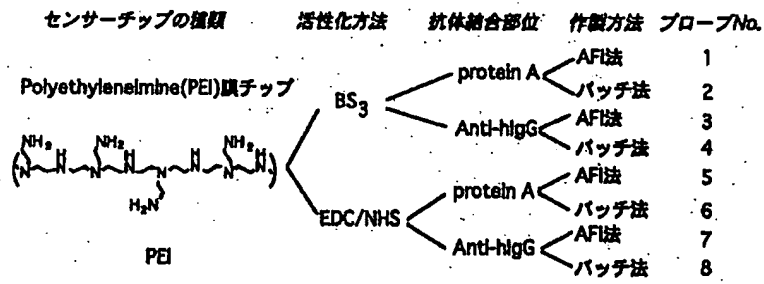 センサーチップの種類 活性化方法 抗体結合部位 作製方法 プローブNo.
Polyethyleneimine(PEI)膜チップ
BS3
protein A
AFI法 1
バッチ法 2
Anti-hIgG
AFI法 3
バッチ法 4
NH2 H NH2 H H NH2 H
N N N N N N N
H2N
PEI
EDC/NHS
protein A
AFI法 5
バッチ法 6
Anti-hIgG
AFI法 7
バッチ法 8